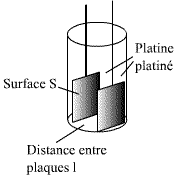 Platine
platiné
Surface S
Distance entre
plaques l